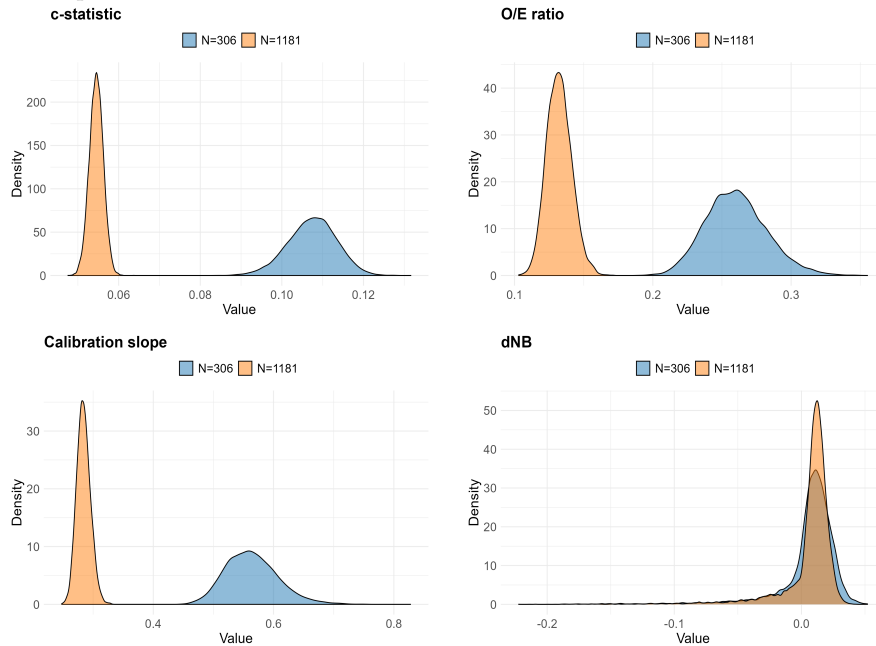 c-statistic
N=306 N=1181
Density
200
150
100
50
0
0.06 0.08 0.10 0.12
Value
O/E ratio
N=306 N=1181
Density
40
30
20
10
0
0.1 0.2 0.3
Value
Calibration slope
N=306 N=1181
Density
30
20
10
0
0.4 0.6 0.8
Value
dNB
N=306 N=1181
Density
50
40
30
20
10
0
-0.2 -0.1 0.0
Value